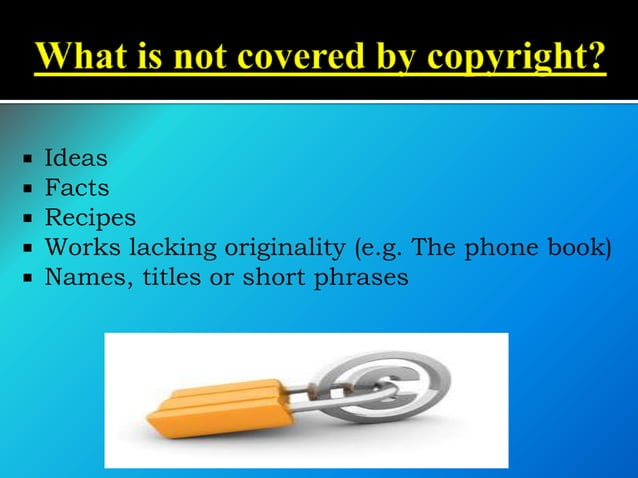 What is not covered by copyright?
▪ Ideas
▪ Facts
▪ Recipes
▪ Works lacking originality (e.g. The phone book)
▪ Names, titles or short phrases
©